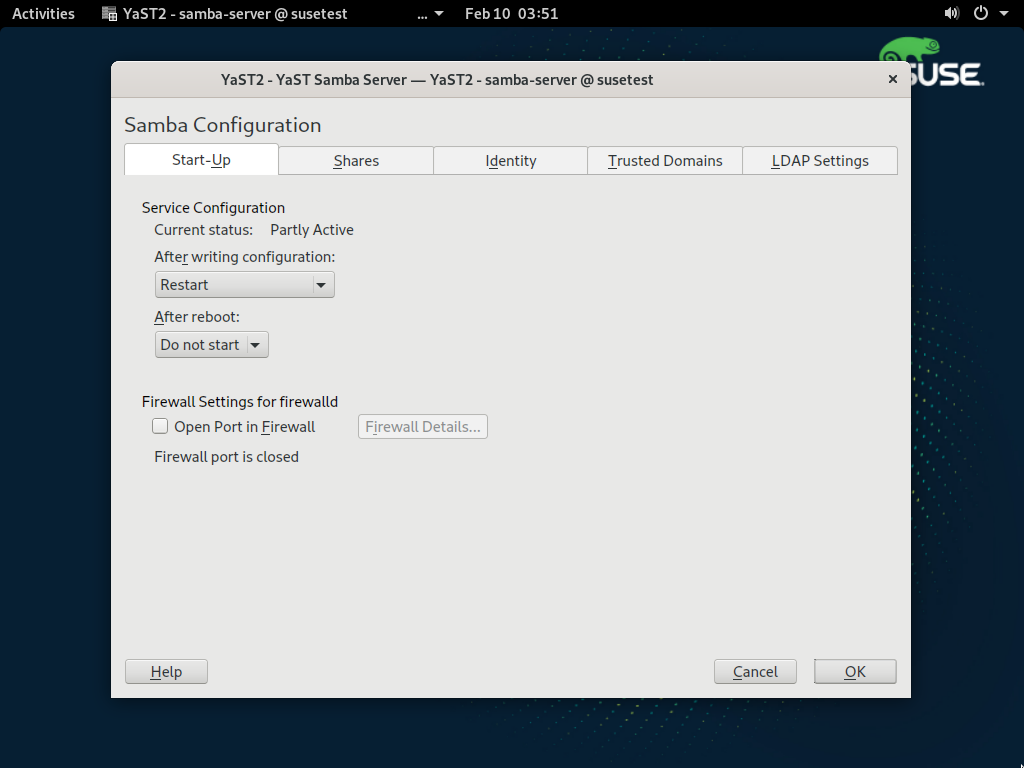 Activities YaST2 - samba-server @ susetest ... Feb 10 03:51
SUSE
YaST2 - YaST Samba Server — YaST2 - samba-server @ susetest ×
Samba Configuration
Start-Up Shares Identity Trusted Domains LDAP Settings
Service Configuration
Current status: Partly Active
After writing configuration:
Restart
After reboot:
Do not start
Firewall Settings for firewalld
Open Port in Firewall Firewall Details...
Firewall port is closed
Help Cancel OK